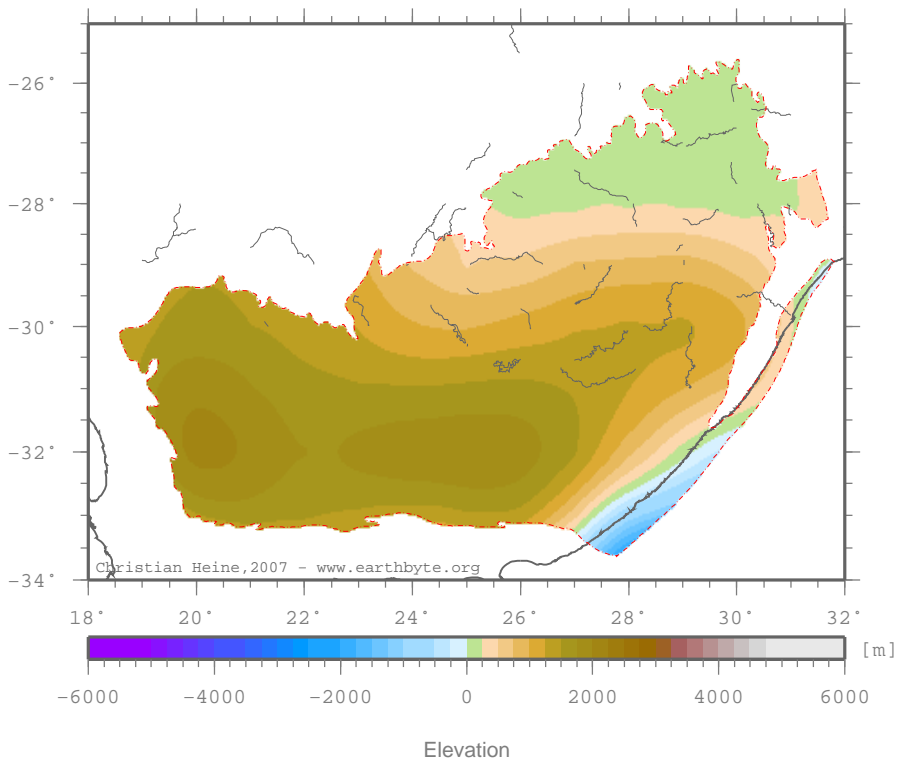 −26°
−28°
−30°
−32°
−34°
Christian Heine,2007 - www.earthbyte.org
18° 20° 22° 24° 26° 28° 30° 32°
[m]
−6000 −4000 −2000 0 2000 4000 6000
Elevation